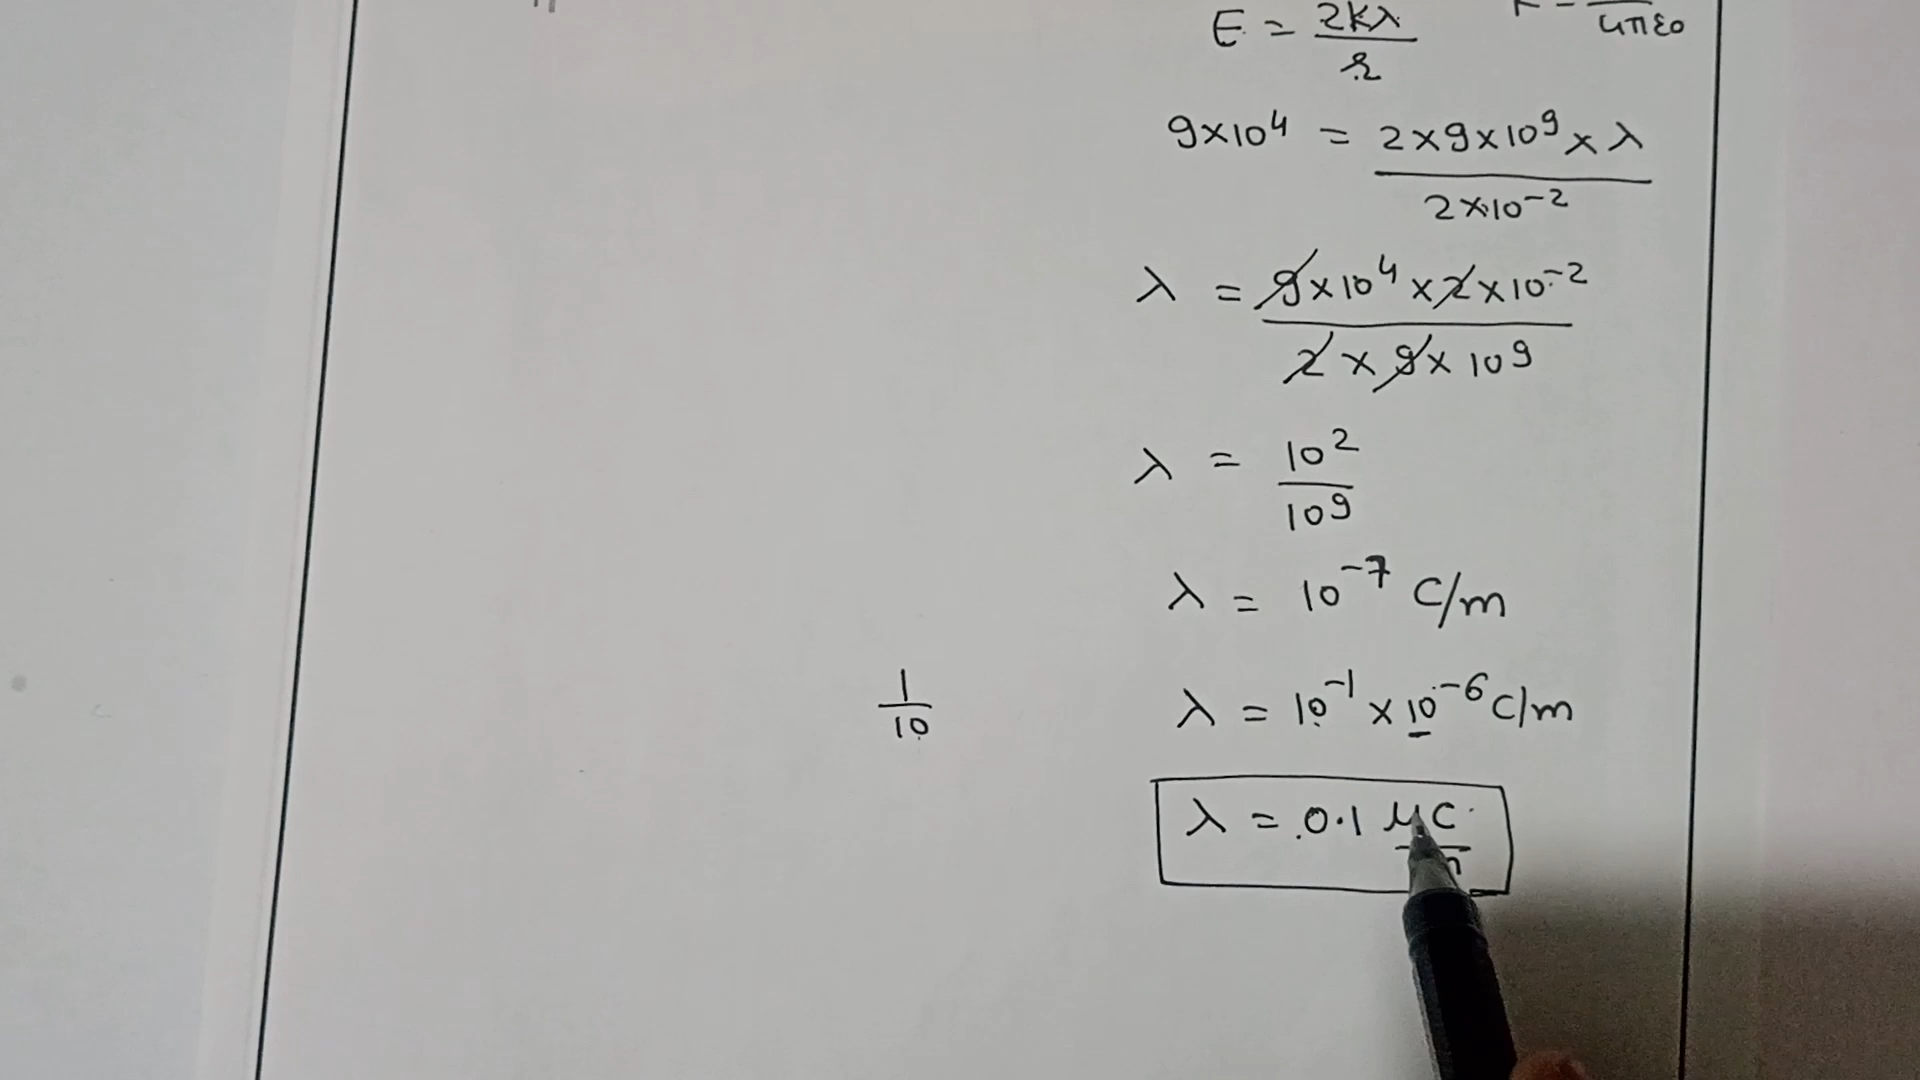 E = 2kλ / r
4πε0
9×10⁴ = 2×9×10⁹×λ / 2×10⁻²
λ = 9×10⁴×2×10⁻² / 2×9×10⁹
λ = 10² / 10⁹
λ = 10⁻⁷ C/m
1/10
λ = 10⁻¹ × 10⁻⁶ C/m
λ = 0.1 μC